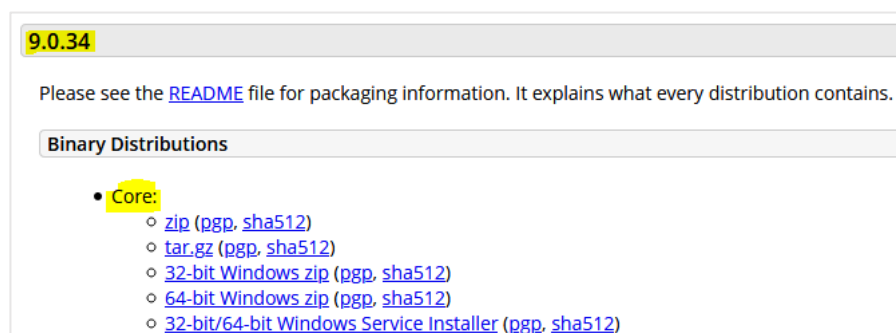 9.0.34
Please see the README file for packaging information. It explains what every distribution contains.
Binary Distributions
• Core:
○ zip (pgp, sha512)
○ tar.gz (pgp, sha512)
○ 32-bit Windows zip (pgp, sha512)
○ 64-bit Windows zip (pgp, sha512)
○ 32-bit/64-bit Windows Service Installer (pgp, sha512)